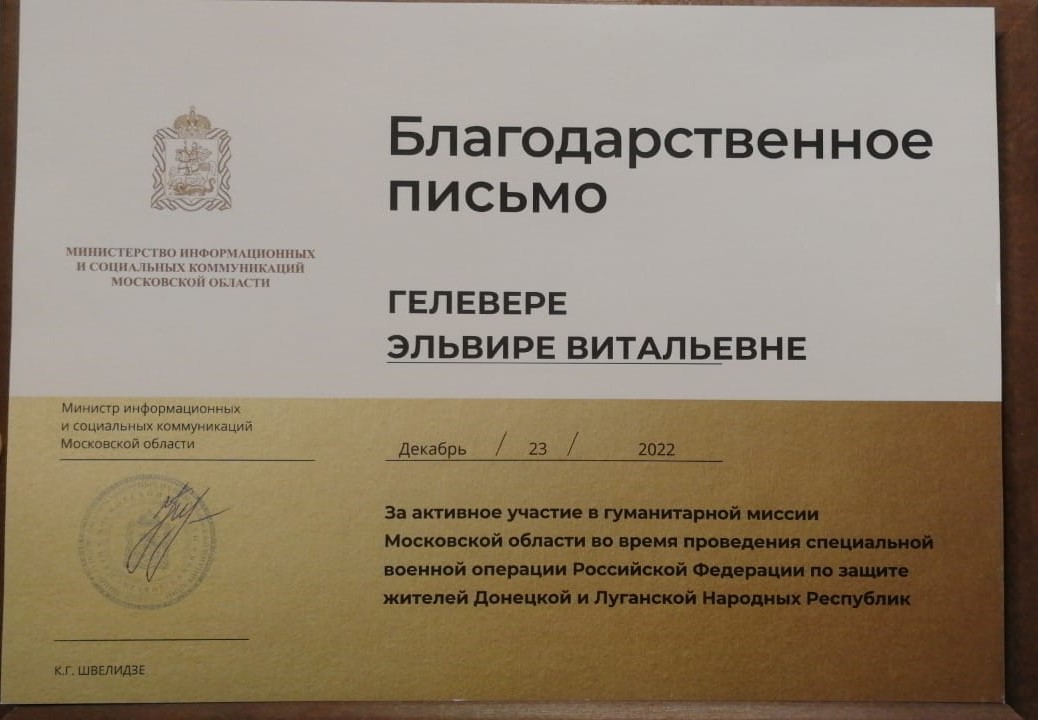 Благодарственное
письмо
МИНИСТЕРСТВО ИНФОРМАЦИОННЫХ
И СОЦИАЛЬНЫХ КОММУНИКАЦИЙ
МОСКОВСКОЙ ОБЛАСТИ
ГЕЛЕВЕРЕ
ЭЛЬВИРЕ ВИТАЛЬЕВНЕ
Министр информационных
и социальных коммуникаций
Московской области
Декабрь / 23 / 2022
За активное участие в гуманитарной миссии
Московской области во время проведения специальной
военной операции Российской Федерации по защите
жителей Донецкой и Луганской Народных Республик
К.Г. ШВЕЛИДЗЕ